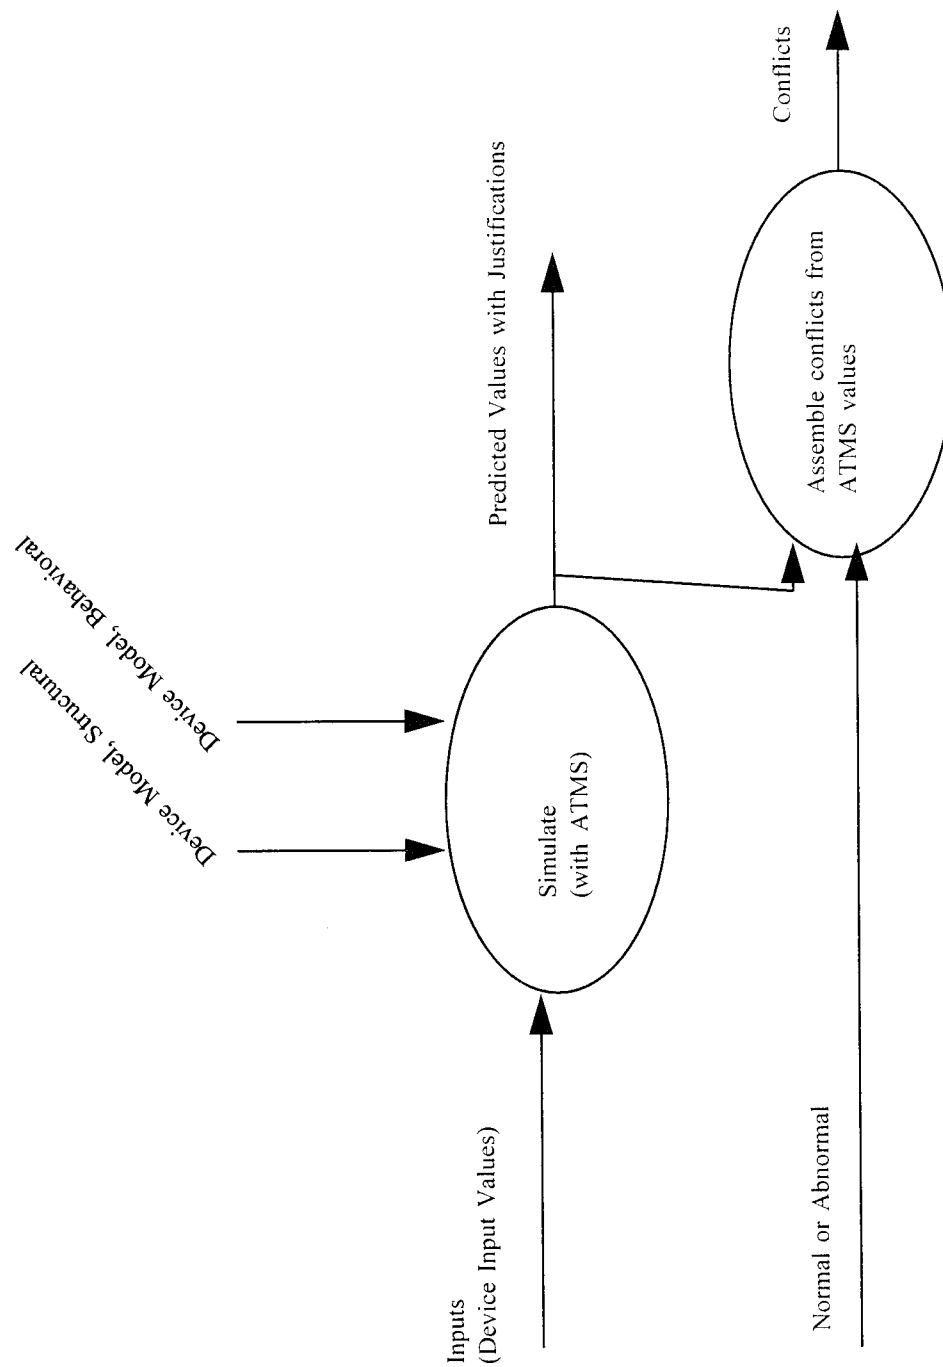 Device Model, Structural
Device Model, Behavioral
Inputs
(Device Input Values)
Simulate
(with ATMS)
Predicted Values with Justifications
Normal or Abnormal
Assemble conflicts from
ATMS values
Conflicts